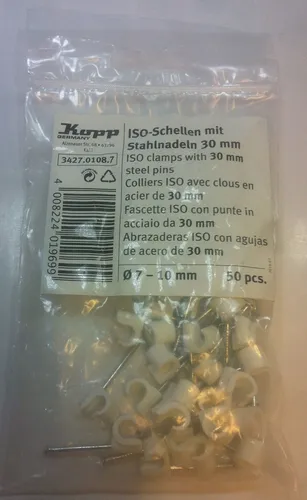 Kopp
GERMANY
3427.0108.7
4 008224 019699
ISO-Schellen mit
Stahlnadeln 30 mm
ISO clamps with 30 mm
steel pins
Colliers ISO avec clous en
acier de 30 mm
Fascette ISO con punte in
acciaio da 30 mm
Abrazaderas ISO con agujas
de acero de 30 mm
Ø 7 – 10 mm 50 pcs.